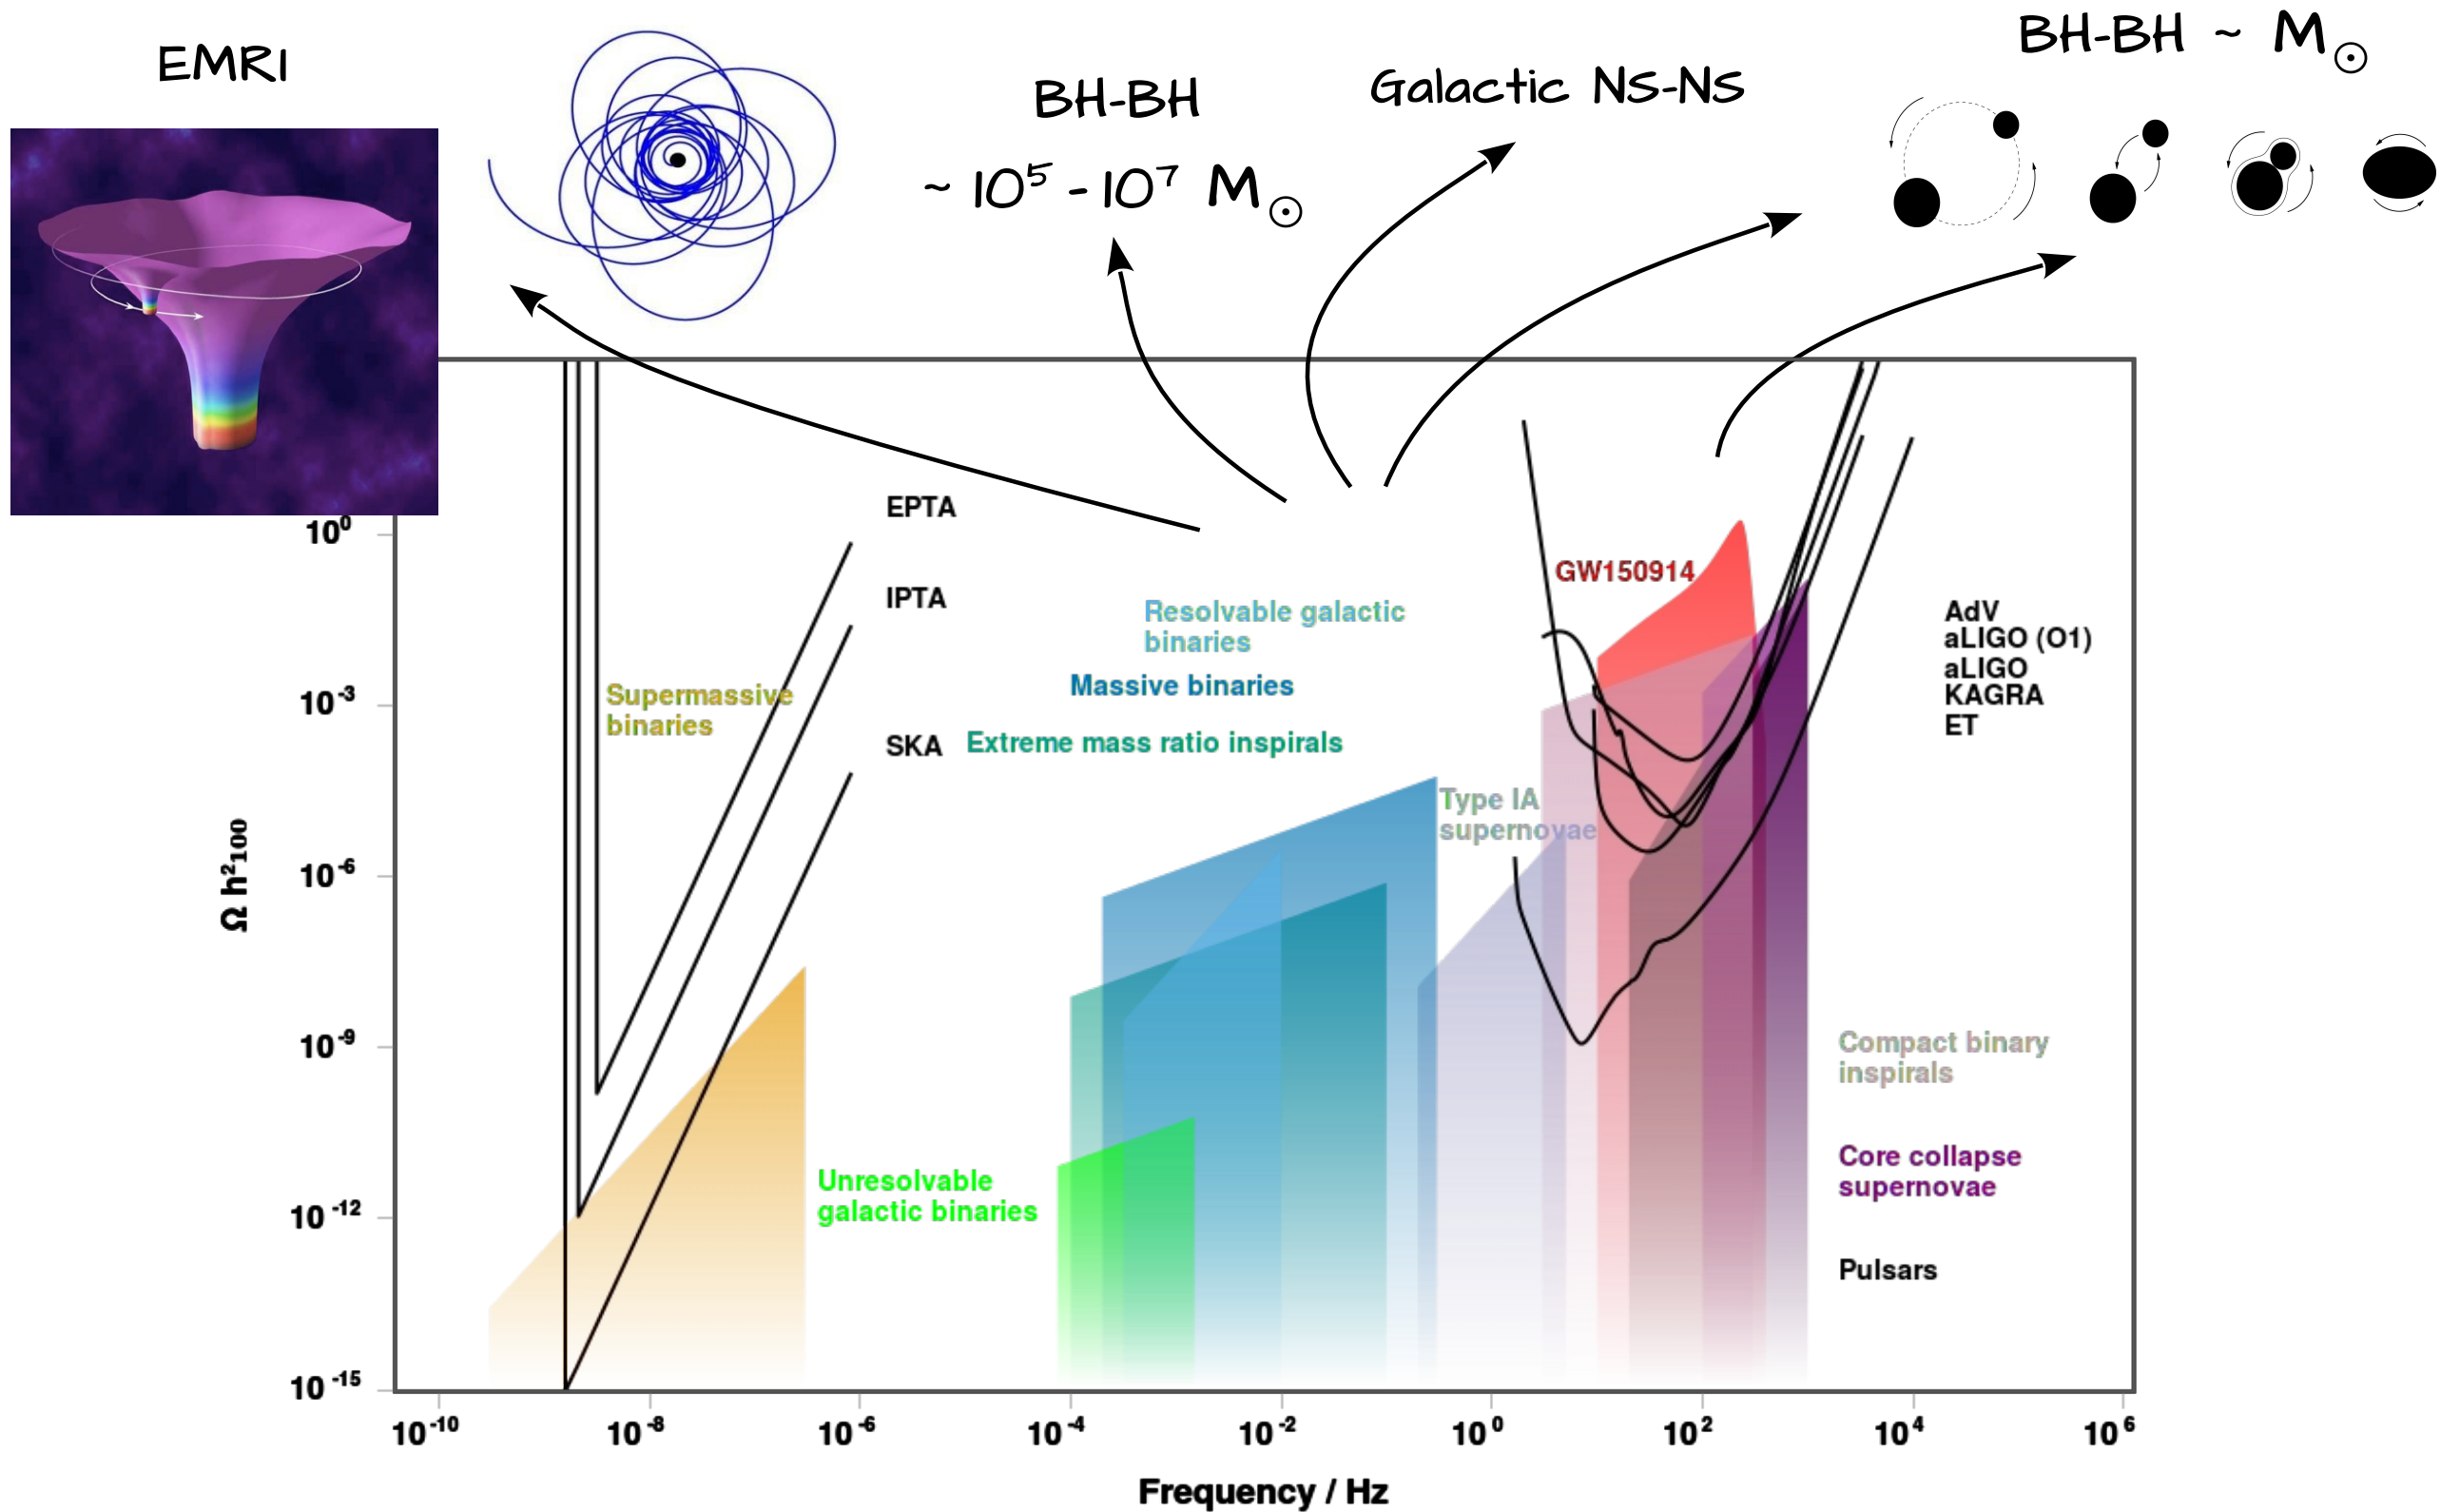 EMRI
BH-BH
~ 10⁵ - 10⁷ M☉
Galactic NS-NS
BH-BH ~ M☉
EPTA
IPTA
SKA
Supermassive
binaries
Resolvable galactic
binaries
Massive binaries
Extreme mass ratio inspirals
GW150914
Type IA
supernovae
AdV
aLIGO (O1)
aLIGO
KAGRA
ET
Unresolvable
galactic binaries
Compact binary
inspirals
Core collapse
supernovae
Pulsars
Ω h²₁₀₀
10⁰
10⁻³
10⁻⁶
10⁻⁹
10⁻¹²
10⁻¹⁵
10⁻¹⁰ 10⁻⁸ 10⁻⁶ 10⁻⁴ 10⁻² 10⁰ 10² 10⁴ 10⁶
Frequency / Hz